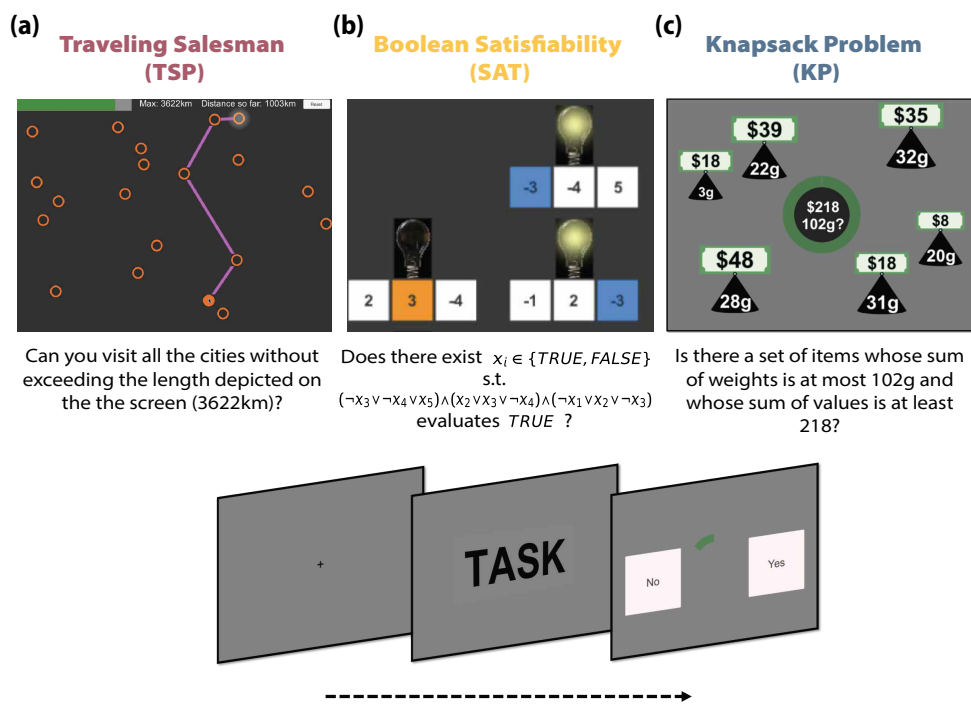 (a)
Traveling Salesman
(TSP)
Max: 3622km Distance so far: 1003km Reset
Can you visit all the cities without
exceeding the length depicted on
the the screen (3622km)?
(b)
Boolean Satisfiability
(SAT)
-3 -4 5
2 3 -4
-1 2 -3
Does there exist xᵢ ∈ {TRUE, FALSE}
s.t.
(¬x₃∨¬x₄∨x₅)∧(x₂∨x₃∨¬x₄)∧(¬x₁∨x₂∨¬x₃)
evaluates TRUE ?
(c)
Knapsack Problem
(KP)
$35
32g
$39
22g
$18
3g
$218
102g?
$8
20g
$48
28g
$18
31g
Is there a set of items whose sum
of weights is at most 102g and
whose sum of values is at least
218?
+
TASK
No
Yes